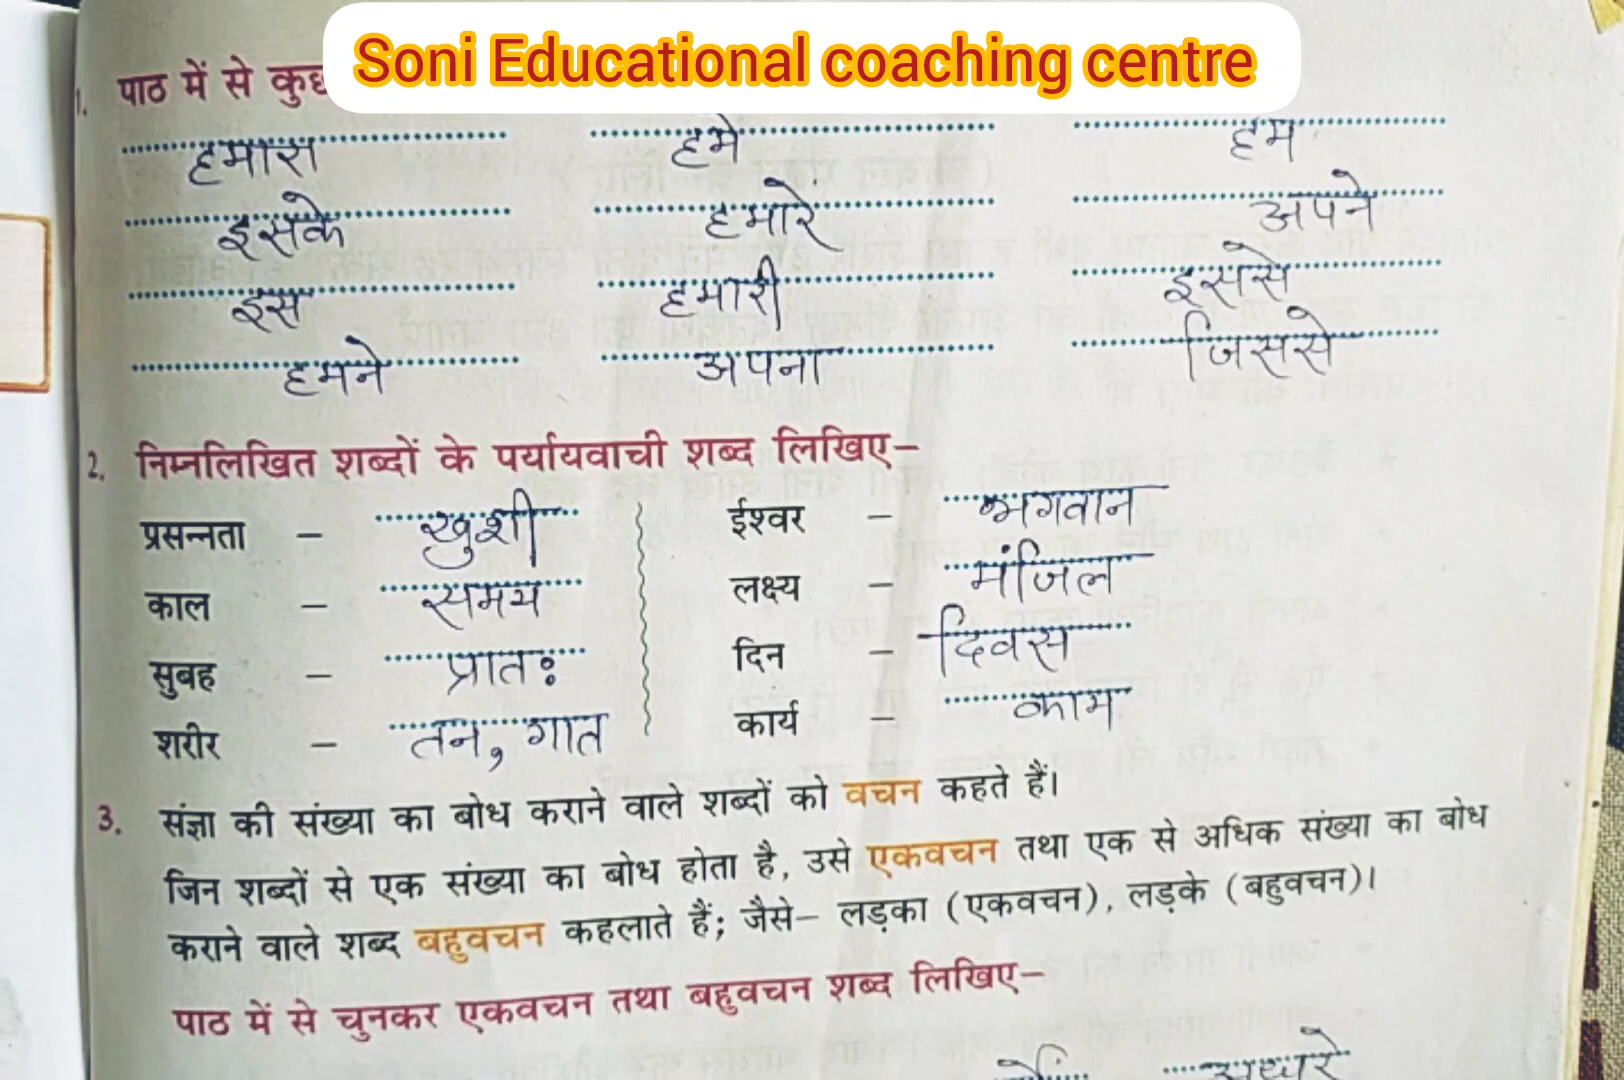 Soni Educational coaching centre
1. पाठ में से कुछ
हमारा हमे हम
इसके हमारे अपने
इस हमारी इससे
हमने अपना जिससे
2. निम्नलिखित शब्दों के पर्यायवाची शब्द लिखिए–
प्रसन्नता – खुशी ईश्वर – भगवान
काल – समय लक्ष्य – मंजिल
सुबह – प्रातः दिन – दिवस
शरीर – तन, गात कार्य – काम
3. संज्ञा की संख्या का बोध कराने वाले शब्दों को वचन कहते हैं।
जिन शब्दों से एक संख्या का बोध होता है, उसे एकवचन तथा एक से अधिक संख्या का बोध
कराने वाले शब्द बहुवचन कहलाते हैं; जैसे– लड़का (एकवचन), लड़के (बहुवचन)।
पाठ में से चुनकर एकवचन तथा बहुवचन शब्द लिखिए–